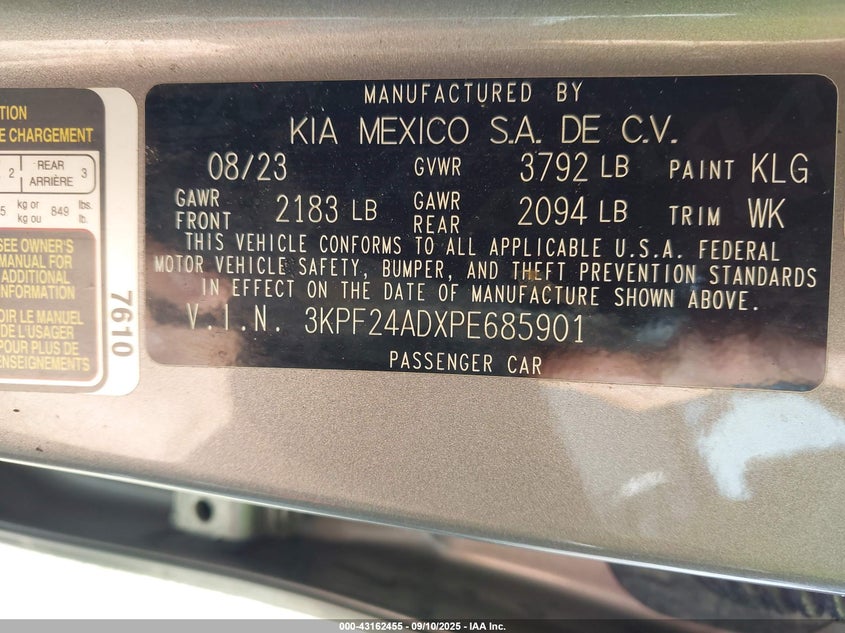 TION
E CHARGEMENT
2 REAR ARRIÈRE 3
5 kg or kg ou 849 lbs. lb.
SEE OWNER'S
MANUAL FOR
ADDITIONAL
INFORMATION
OIR LE MANUEL
DE L'USAGER
POUR PLUS DE
ENSEIGNEMENTS
7610
MANUFACTURED BY
KIA MEXICO S.A. DE C.V.
08/23 GVWR 3792 LB PAINT KLG
GAWR FRONT 2183 LB GAWR REAR 2094 LB TRIM WK
THIS VEHICLE CONFORMS TO ALL APPLICABLE U.S.A. FEDERAL
MOTOR VEHICLE SAFETY, BUMPER, AND THEFT PREVENTION STANDARDS
IN EFFECT ON THE DATE OF MANUFACTURE SHOWN ABOVE.
V.I.N. 3KPF24ADXPE685901
PASSENGER CAR
000-43162455 - 09/10/2025 - IAA Inc.